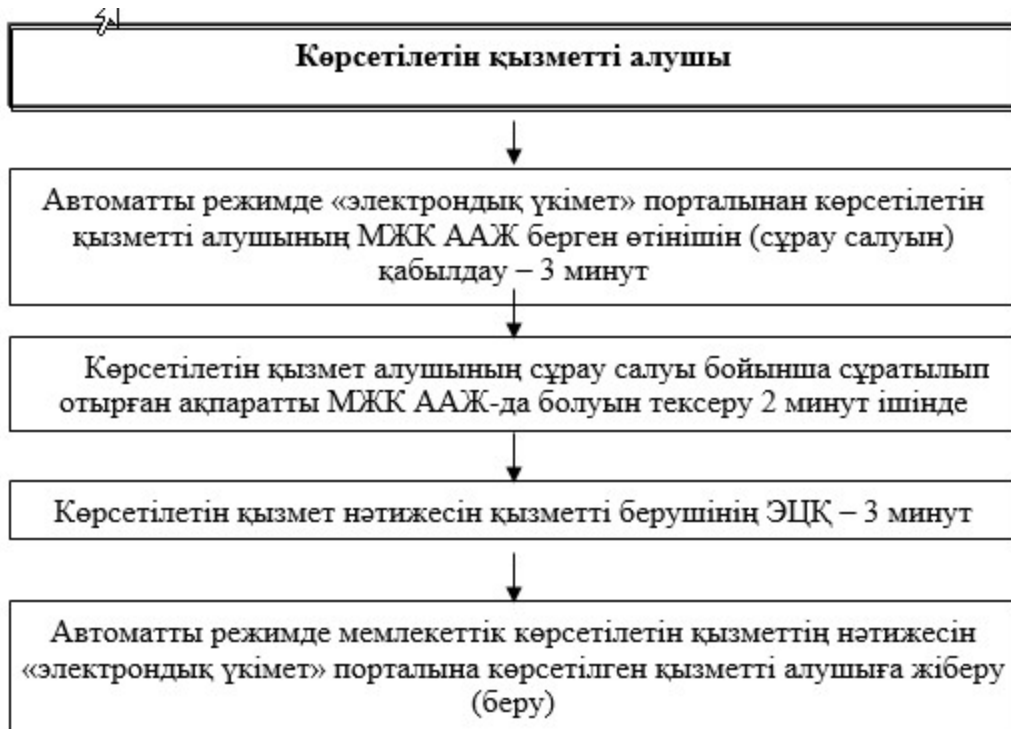 Көрсетілетін қызметті алушы
Автоматты режимде «электрондық үкімет» порталынан көрсетілетін
қызметті алушының МЖК ААЖ берген өтінішін (сұрау салуын)
қабылдау – 3 минут
Көрсетілетін қызмет алушының сұрау салуы бойынша сұратылып
отырған ақпаратты МЖК ААЖ-да болуын тексеру 2 минут ішінде
Көрсетілетін қызмет нәтижесін қызметті берушінің ЭЦҚ – 3 минут
Автоматты режимде мемлекеттік көрсетілетін қызметтің нәтижесін
«электрондық үкімет» порталына көрсетілген қызметті алушыға жіберу
(беру)